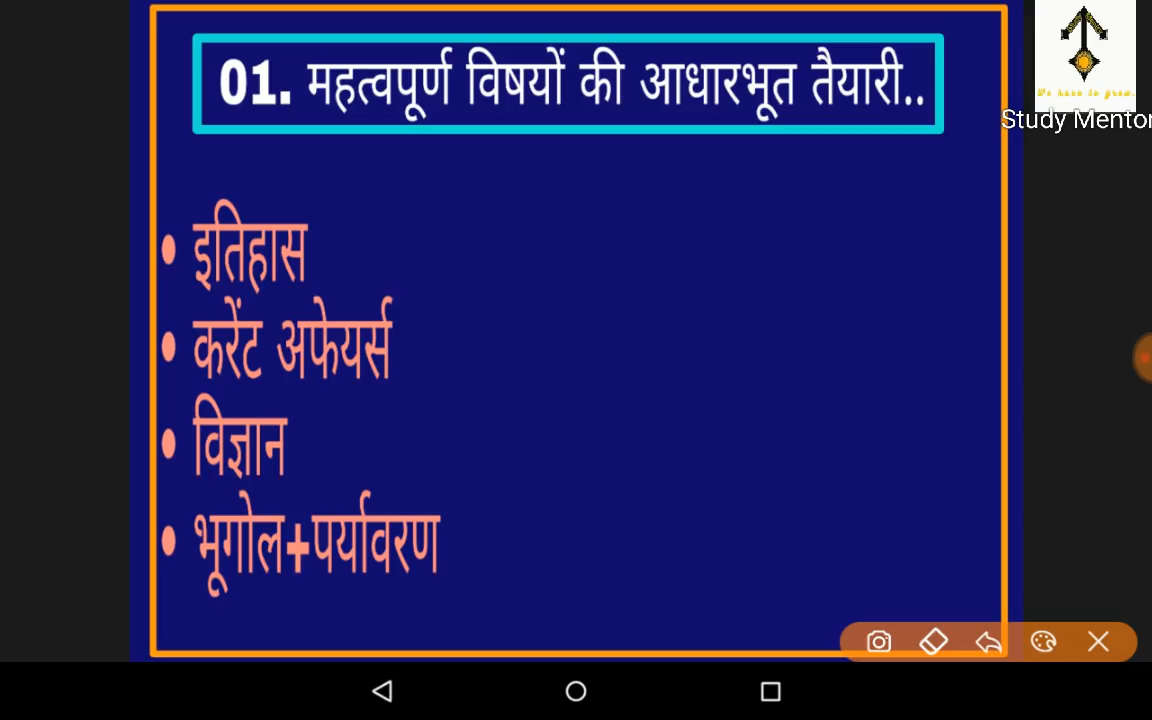 01. महत्वपूर्ण विषयों की आधारभूत तैयारी..
Study Mentor
• इतिहास
• करेंट अफेयर्स
• विज्ञान
• भूगोल+पर्यावरण